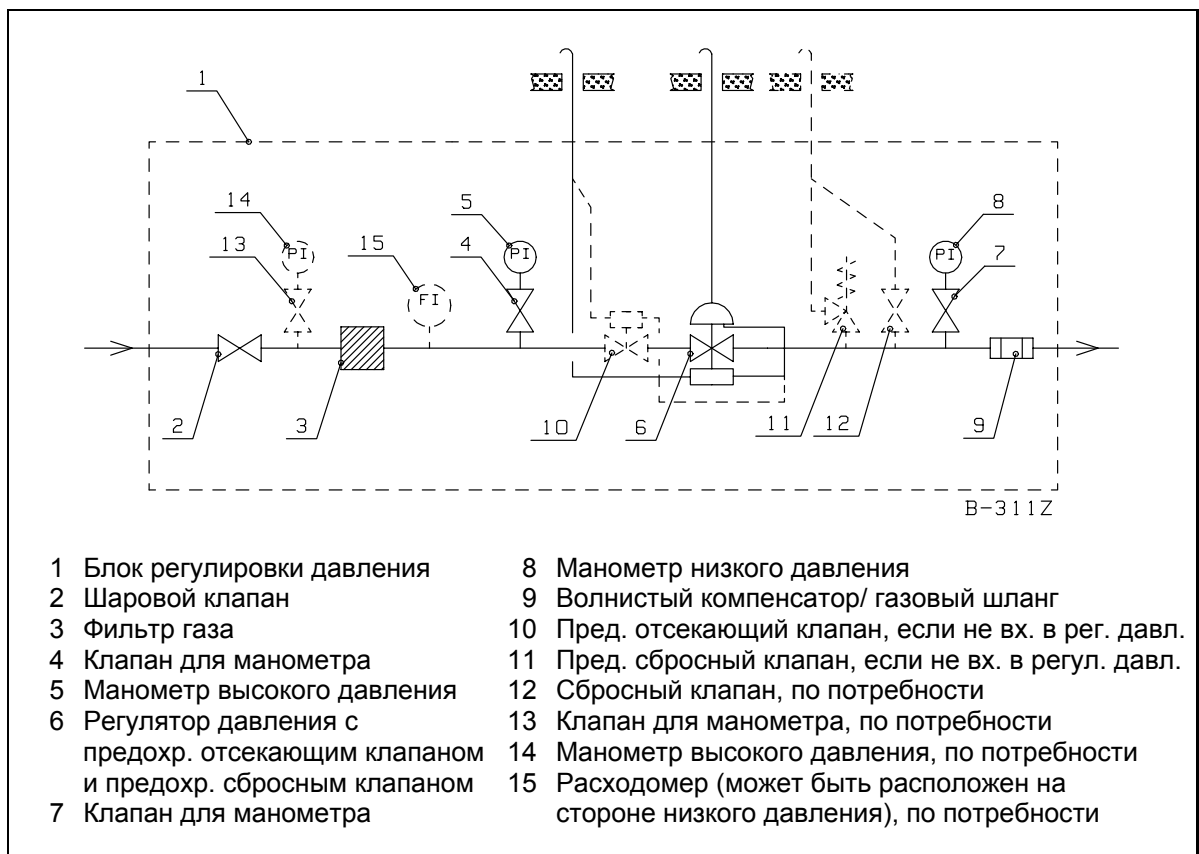 1
14
5
8
13
15
4
7
PI
PI
PI
FI
2
3
10
6
11
12
9
B-311Z
1 Блок регулировки давления
2 Шаровой клапан
3 Фильтр газа
4 Клапан для манометра
5 Манометр высокого давления
6 Регулятор давления с
предохр. отсекающим клапаном
и предохр. сбросным клапаном
7 Клапан для манометра
8 Манометр низкого давления
9 Волнистый компенсатор/ газовый шланг
10 Пред. отсекающий клапан, если не вх. в рег. давл.
11 Пред. сбросный клапан, если не вх. в регул. давл.
12 Сбросный клапан, по потребности
13 Клапан для манометра, по потребности
14 Манометр высокого давления, по потребности
15 Расходомер (может быть расположен на
стороне низкого давления), по потребности